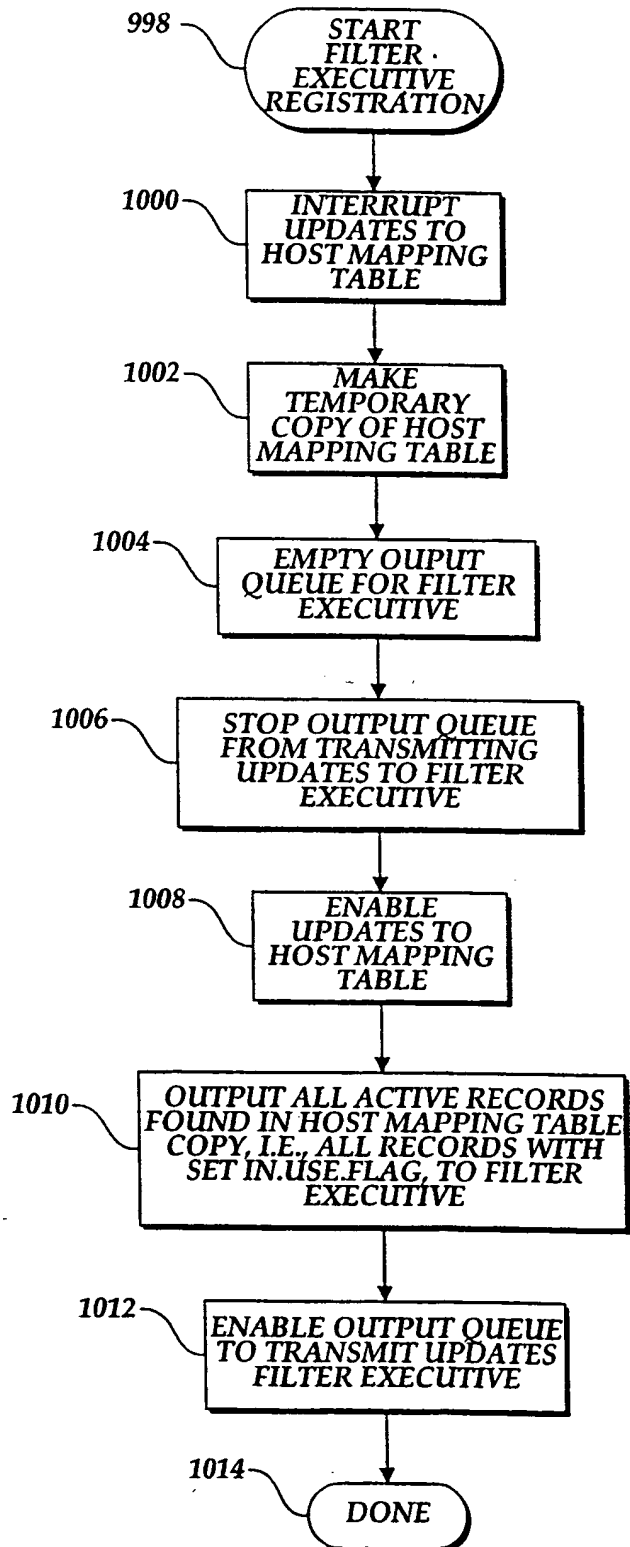 998
START
FILTER
EXECUTIVE
REGISTRATION
1000
INTERRUPT
UPDATES TO
HOST MAPPING
TABLE
1002
MAKE
TEMPORARY
COPY OF HOST
MAPPING TABLE
1004
EMPTY OUPUT
QUEUE FOR FILTER
EXECUTIVE
1006
STOP OUTPUT QUEUE
FROM TRANSMITTING
UPDATES TO FILTER
EXECUTIVE
1008
ENABLE
UPDATES TO
HOST MAPPING
TABLE
1010
OUTPUT ALL ACTIVE RECORDS
FOUND IN HOST MAPPING TABLE
COPY, I.E., ALL RECORDS WITH
SET IN.USE.FLAG, TO FILTER
EXECUTIVE
1012
ENABLE OUTPUT QUEUE
TO TRANSMIT UPDATES
FILTER EXECUTIVE
1014
DONE